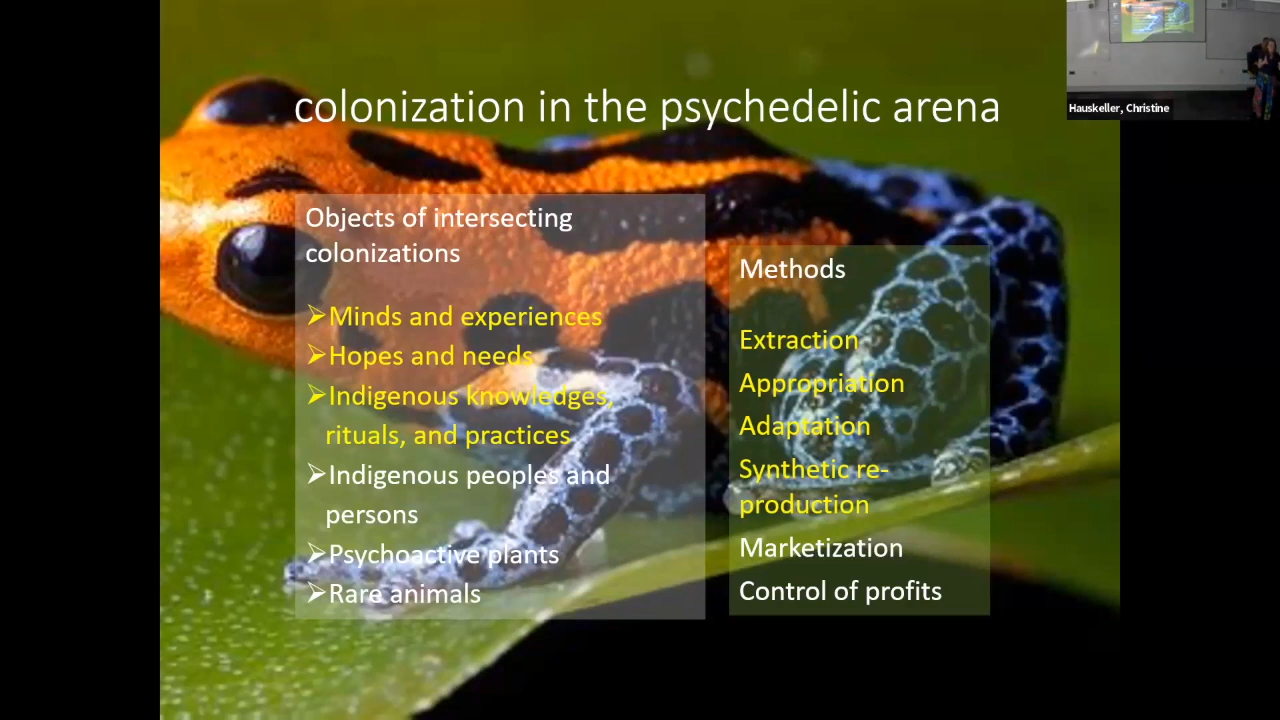 colonization in the psychedelic arena
Hauskeller, Christine
Objects of intersecting
colonizations
Minds and experiences
Hopes and needs
Indigenous knowledges,
rituals, and practices
Indigenous peoples and
persons
Psychoactive plants
Rare animals
Methods
Extraction
Appropriation
Adaptation
Synthetic re-
production
Marketization
Control of profits